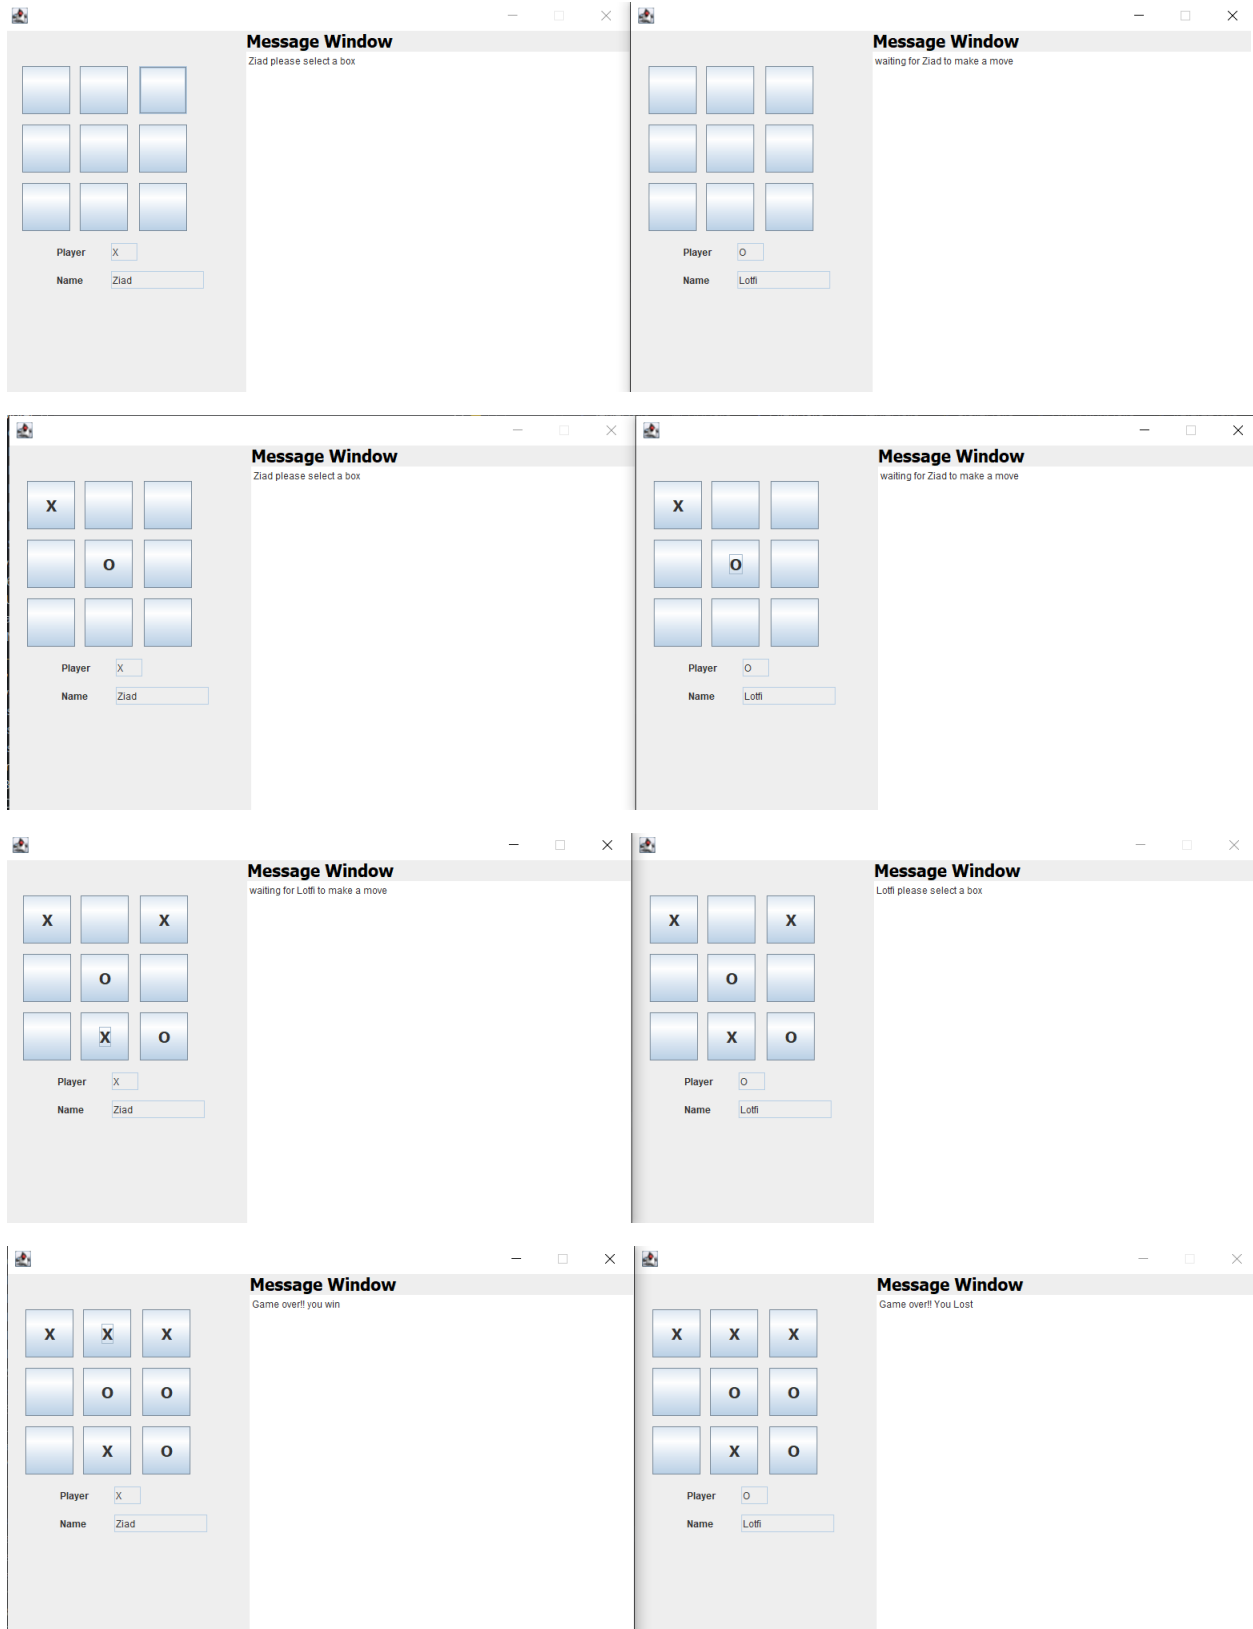 Message Window
Ziad please select a box
Player X
Name Ziad
Message Window
waiting for Ziad to make a move
Player O
Name Lotfi
Message Window
Ziad please select a box
X
O
Player X
Name Ziad
Message Window
waiting for Ziad to make a move
X
O
Player O
Name Lotfi
Message Window
waiting for Lotfi to make a move
X X
O
X O
Player X
Name Ziad
Message Window
Lotfi please select a box
X X
O
X O
Player O
Name Lotfi
Message Window
Game over!! you win
X X X
O O
X O
Player X
Name Ziad
Message Window
Game over!! You Lost
X X X
O O
X O
Player O
Name Lotfi